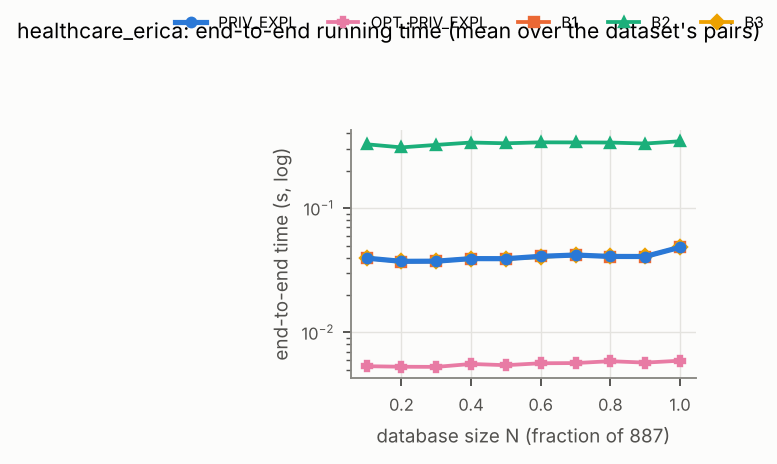 PRIV_EXPL OPT_PRIV_EXPL B1 B2 B3
healthcare_erica: end-to-end running time (mean over the dataset's pairs)
end-to-end time (s, log)
10⁻¹
10⁻²
0.2 0.4 0.6 0.8 1.0
database size N (fraction of 887)